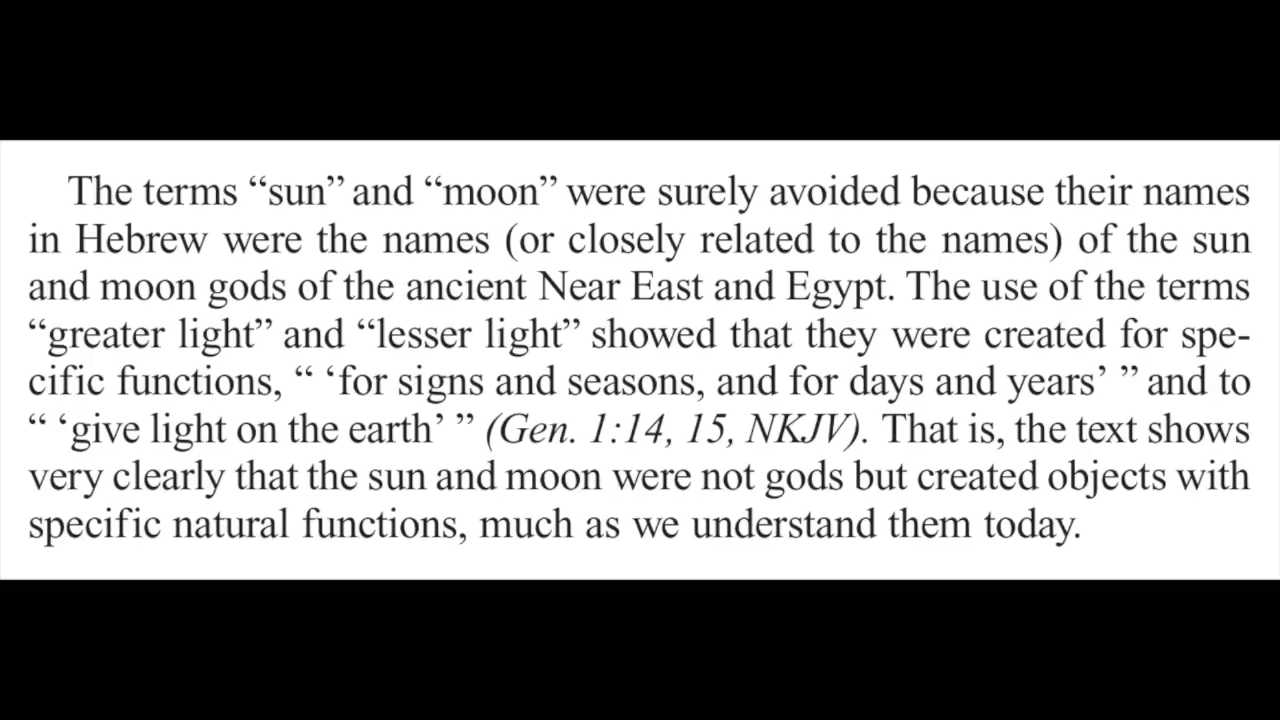 The terms “sun” and “moon” were surely avoided because their names
in Hebrew were the names (or closely related to the names) of the sun
and moon gods of the ancient Near East and Egypt. The use of the terms
“greater light” and “lesser light” showed that they were created for spe-
cific functions, “ ‘for signs and seasons, and for days and years’ ” and to
“ ‘give light on the earth’ ” (Gen. 1:14, 15, NKJV). That is, the text shows
very clearly that the sun and moon were not gods but created objects with
specific natural functions, much as we understand them today.